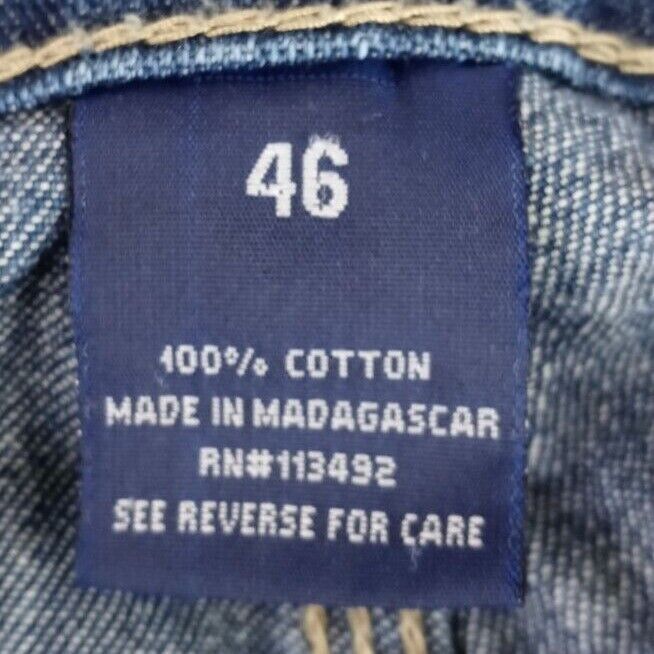 46
100% COTTON
MADE IN MADAGASCAR
RN#113492
SEE REVERSE FOR CARE